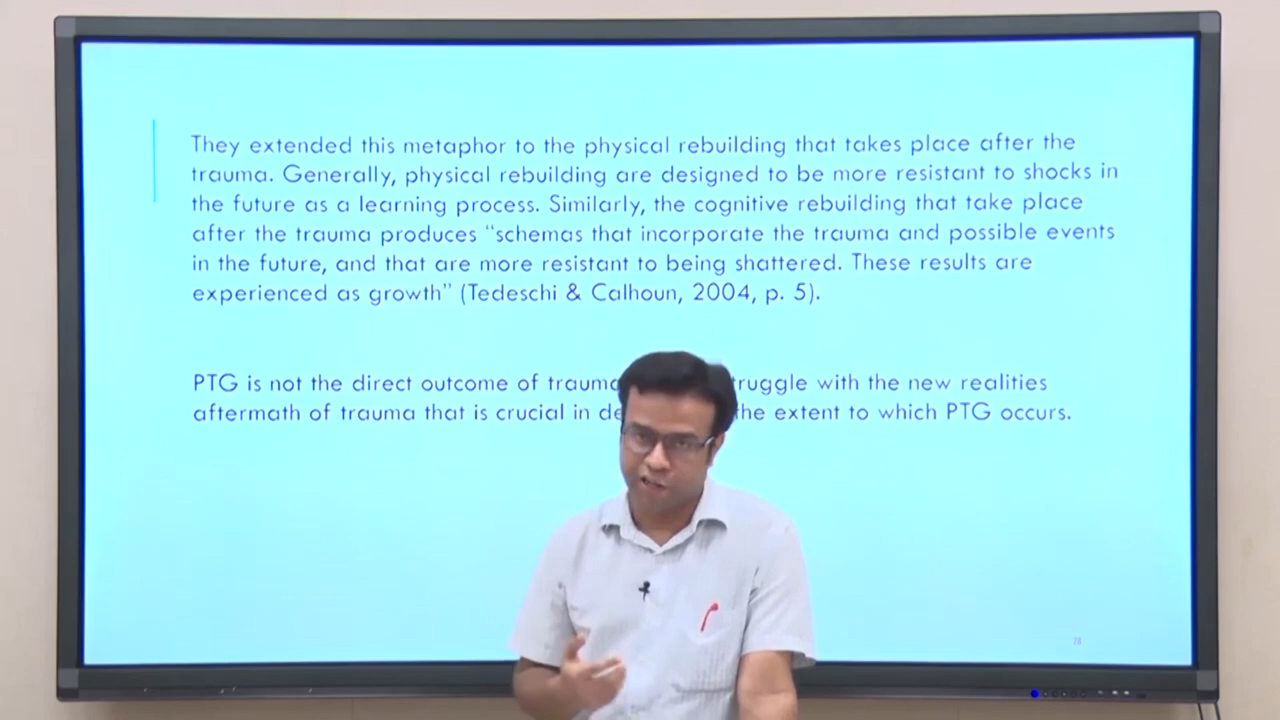 They extended this metaphor to the physical rebuilding that takes place after the
trauma. Generally, physical rebuilding are designed to be more resistant to shocks in
the future as a learning process. Similarly, the cognitive rebuilding that take place
after the trauma produces “schemas that incorporate the trauma and possible events
in the future, and that are more resistant to being shattered. These results are
experienced as growth” (Tedeschi & Calhoun, 2004, p. 5).
PTG is not the direct outcome of trauma truggle with the new realities
aftermath of trauma that is crucial in de the extent to which PTG occurs.